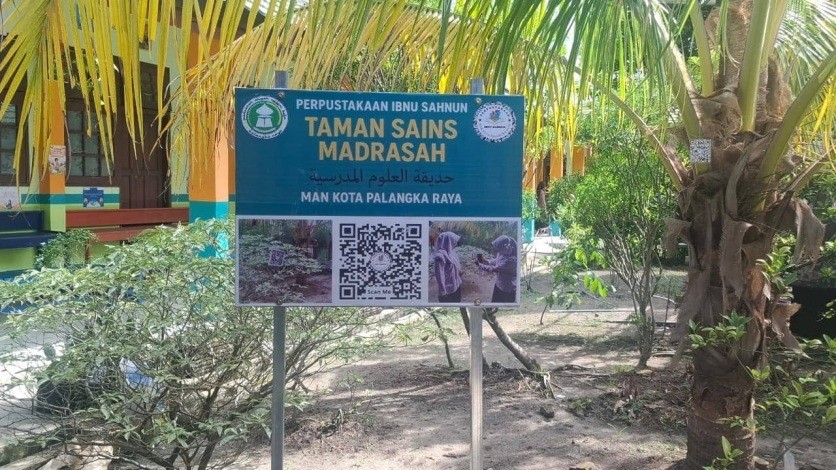 PERPUSTAKAAN IBNU SAHNUN
TAMAN SAINS
MADRASAH
حديقة العلوم المدرسية
MAN KOTA PALANGKA RAYA
Scan Me